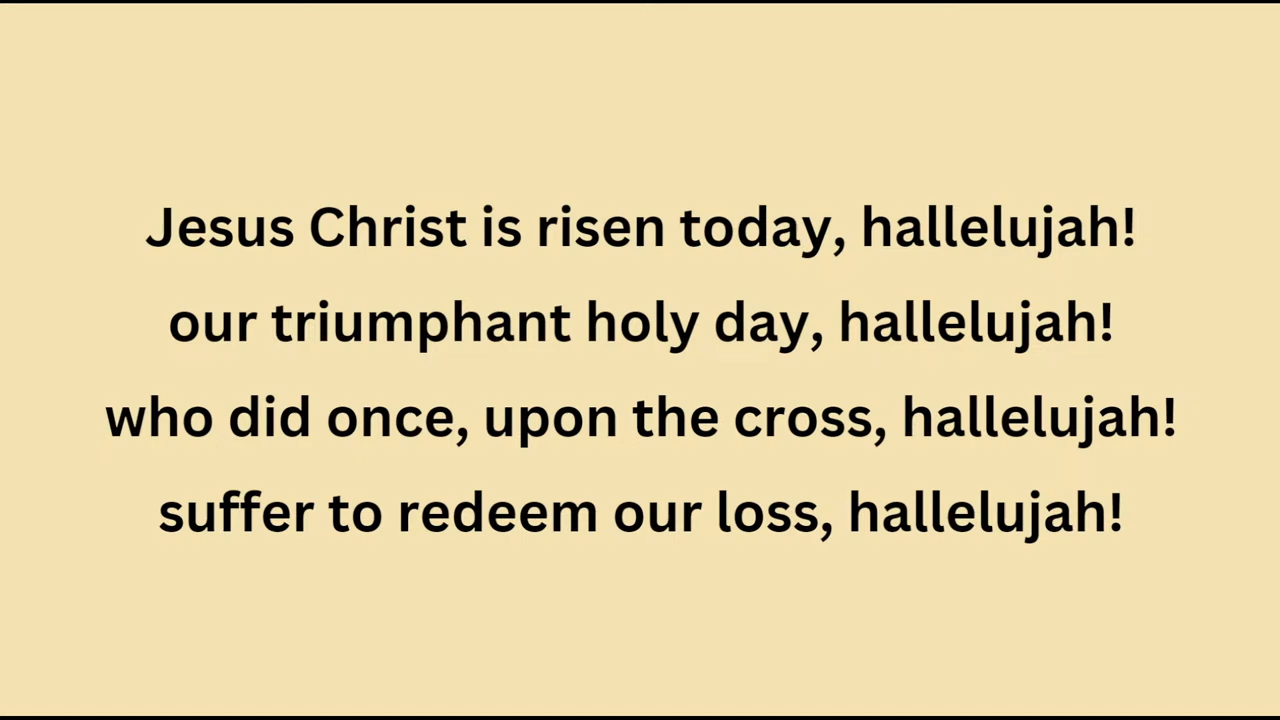 Jesus Christ is risen today, hallelujah!
our triumphant holy day, hallelujah!
who did once, upon the cross, hallelujah!
suffer to redeem our loss, hallelujah!